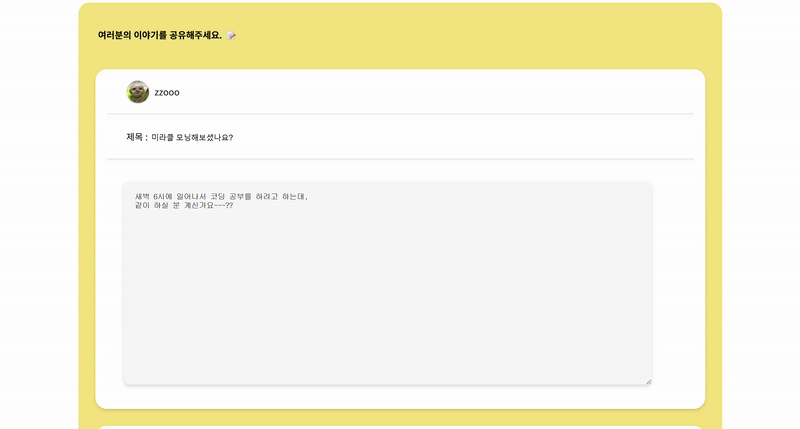 여러분의 이야기를 공유해주세요. 📝
zzooo
제목 : 미라클 모닝해보셨나요?
새벽 6시에 일어나서 코딩 공부를 하려고 하는데,
같이 하실 분 계신가요~~??